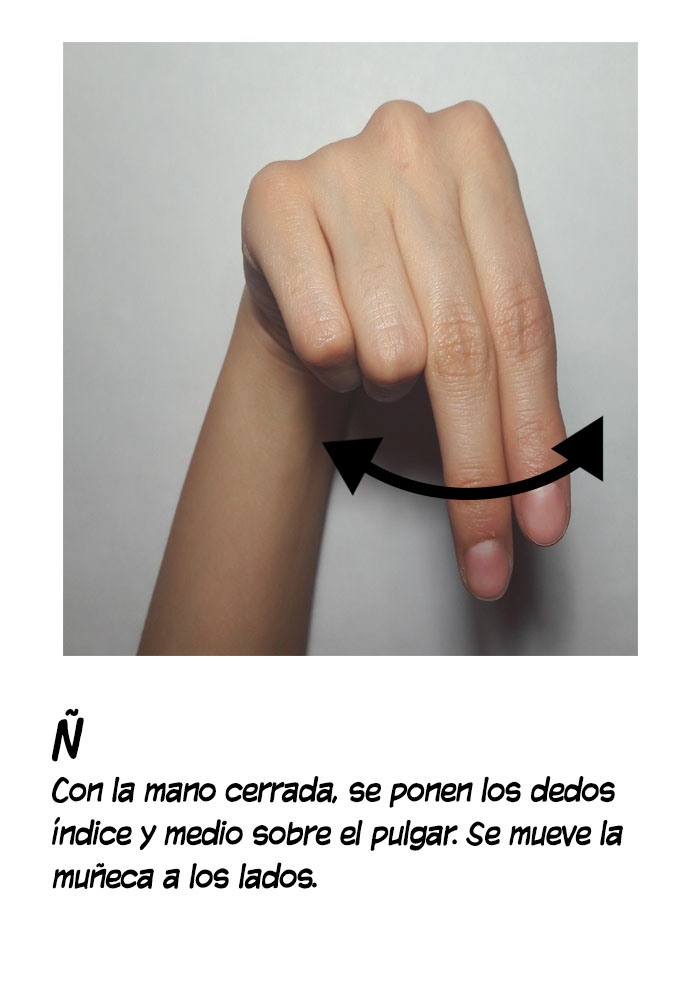 Ñ
Con la mano cerrada, se ponen los dedos
índice y medio sobre el pulgar. Se mueve la
muñeca a los lados.